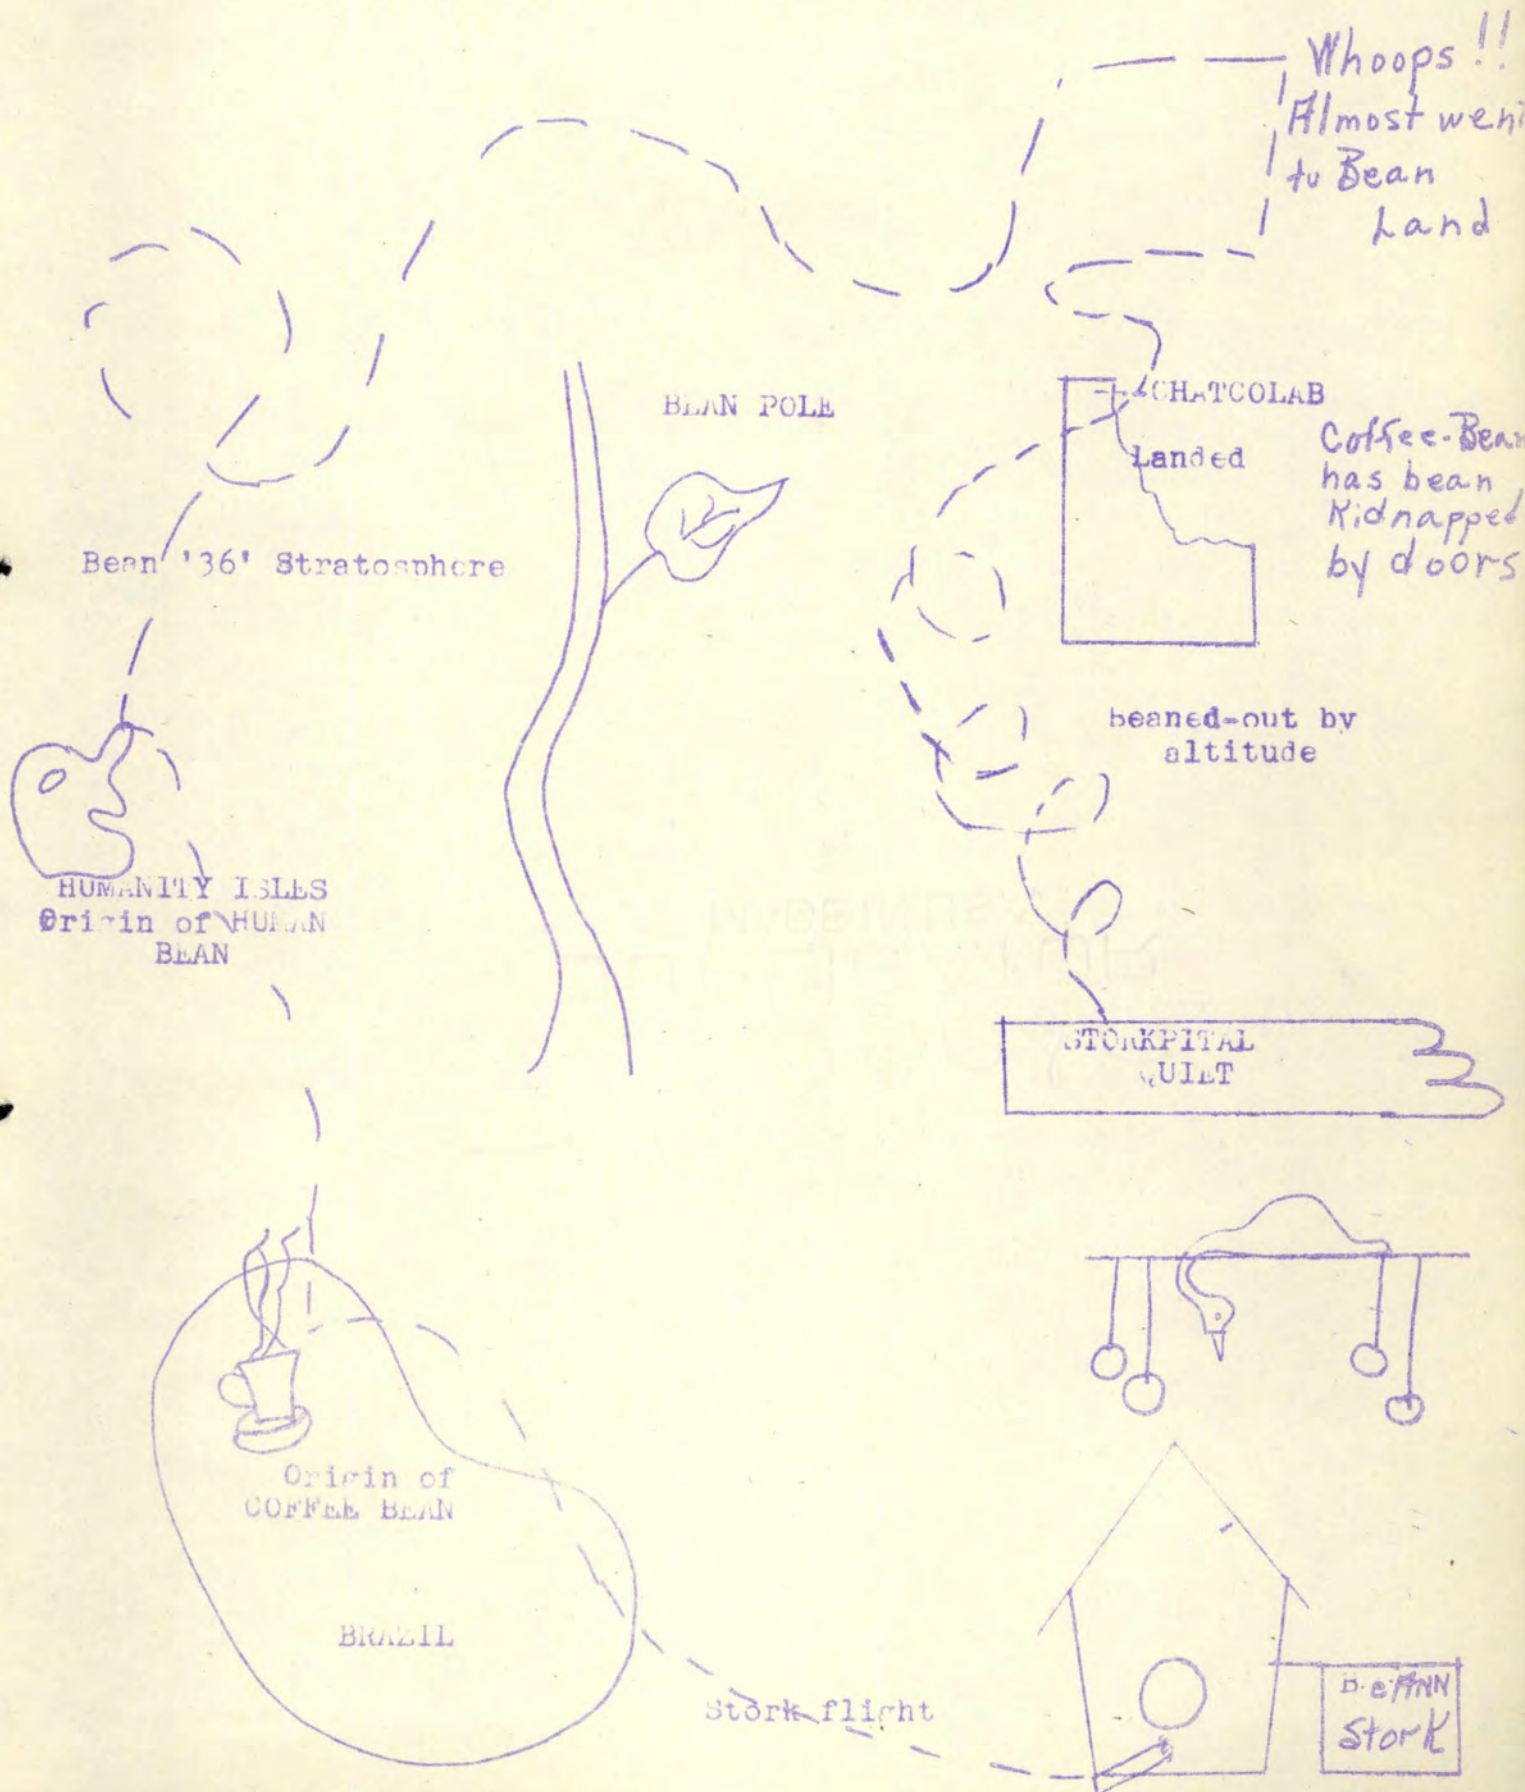 Whoops !!
Almost went
to Bean
Land
BEAN POLE
CHATCOLAB
Landed
Coffee-Bean
has bean
Kidnapped
by doors
Bean '36' Stratosphere
beaned-out by
altitude
HUMANITY ISLES
Origin of HUMAN
BEAN
STORKPITAL
QUIET
Origin of
COFFEE BEAN
BRAZIL
Stork flight
BeANN
Stork